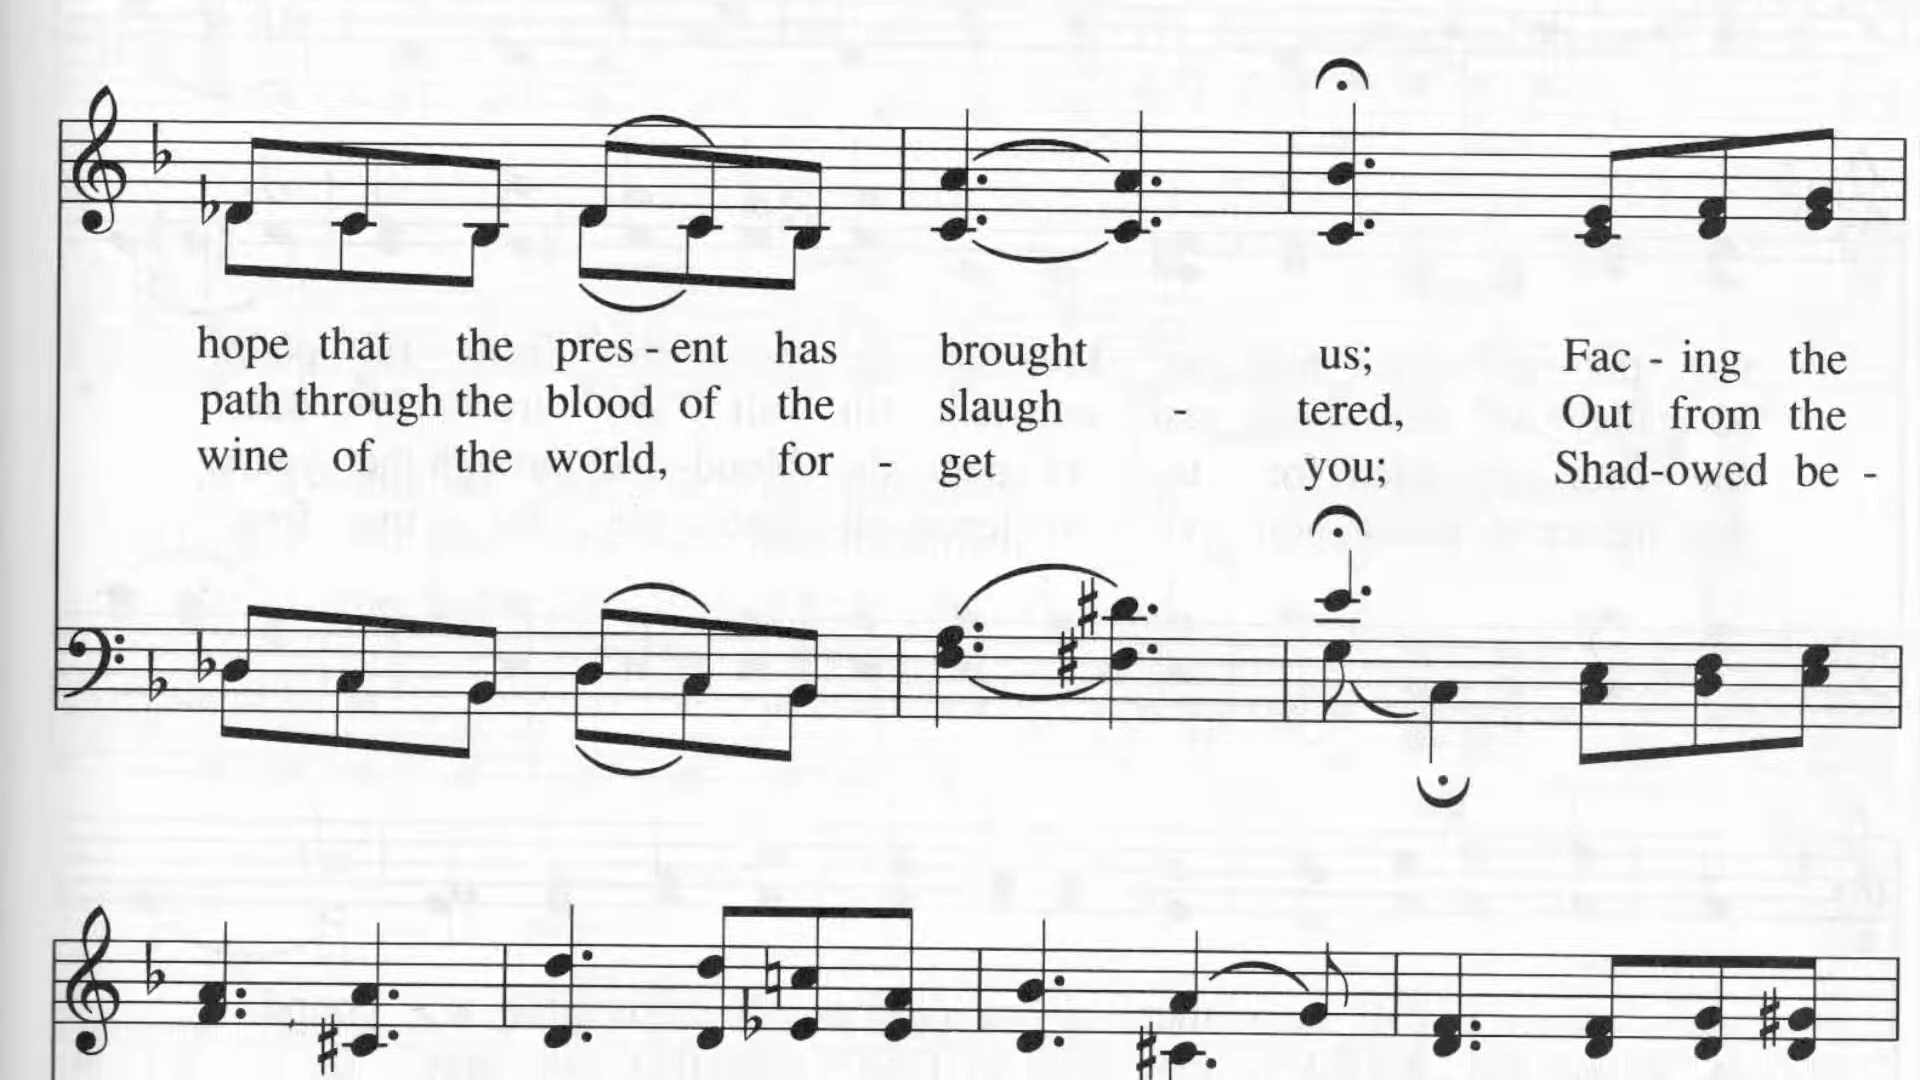 hope that the pres - ent has brought us; Fac - ing the
path through the blood of the slaugh - tered, Out from the
wine of the world, for - get you; Shad-owed be -